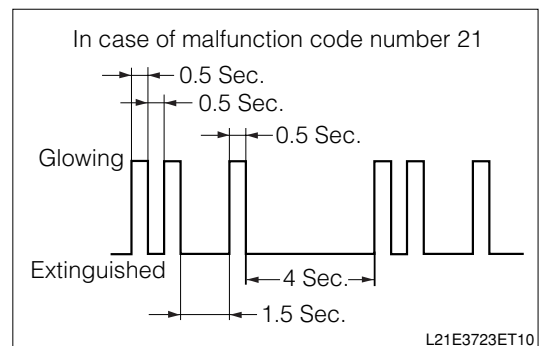 In case of malfunction code number 21
0.5 Sec.
0.5 Sec.
0.5 Sec.
Glowing
Extinguished
4 Sec.
1.5 Sec.
L21E3723ET10